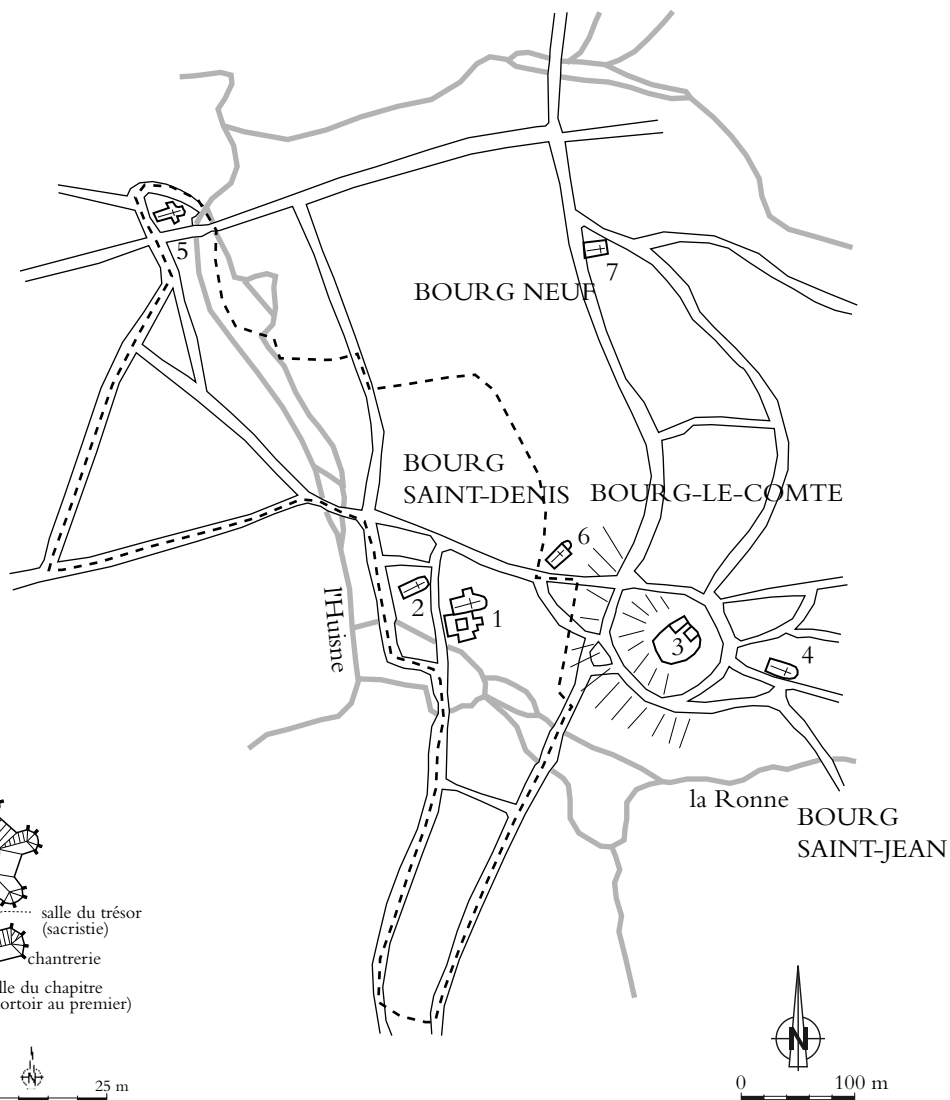 5
7
BOURG NEUF
BOURG
SAINT-DENIS
BOURG-LE-COMTE
6
2
1
3
4
l'Huisne
la Ronne
BOURG
SAINT-JEAN
salle du trésor
(sacristie)
chantrerie
lle du chapitre
ortoir au premier)
N
25 m
N
0
100 m